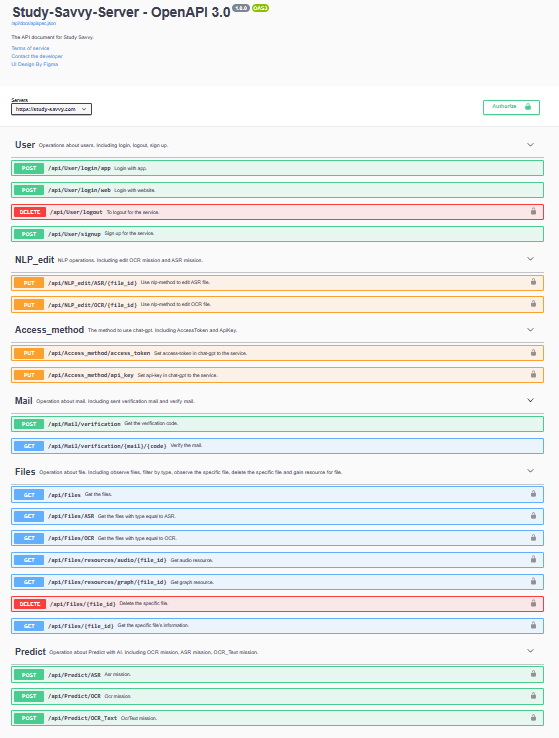 Study-Savvy-Server - OpenAPI 3.0 1.0.0 OAS3
/api/docs/apispec.json
The API document for Study Savvy.
Terms of service
Contact the developer
UI Design By Figma
Servers
https://study-savvy.com
Authorize
User Operations about users. Including login, logout, sign up.
POST /api/User/login/app Login with app.
POST /api/User/login/web Login with website.
DELETE /api/User/logout To logout for the service.
POST /api/User/signup Sign up for the service.
NLP_edit NLP operations. Including edit OCR mission and ASR mission.
PUT /api/NLP_edit/ASR/{file_id} Use nlp-method to edit ASR file.
PUT /api/NLP_edit/OCR/{file_id} Use nlp-method to edit OCR file.
Access_method The method to use chat-gpt. Including AccessToken and ApiKey.
PUT /api/Access_method/access_token Set access-token in chat-gpt to the service.
PUT /api/Access_method/api_key Set api-key in chat-gpt to the service.
Mail Operation about mail. Including sent verification mail and verify mail.
POST /api/Mail/verification Get the verification code.
GET /api/Mail/verification/{mail}/{code} Verify the mail.
Files Operation about file. Including observe files, filter by type, observe the specific file, delete the specific file and gain resource for file.
GET /api/Files Get the files.
GET /api/Files/ASR Get the files with type equal to ASR.
GET /api/Files/OCR Get the files with type equal to OCR.
GET /api/Files/resources/audio/{file_id} Get audio resource.
GET /api/Files/resources/graph/{file_id} Get graph resource.
DELETE /api/Files/{file_id} Delete the specific file.
GET /api/Files/{file_id} Get the specific file's information.
Predict Operation about Predict with AI. Including OCR mission, ASR mission, OCR_Text mission.
POST /api/Predict/ASR Asr mission.
POST /api/Predict/OCR Ocr mission.
POST /api/Predict/OCR_Text OcrText mission.